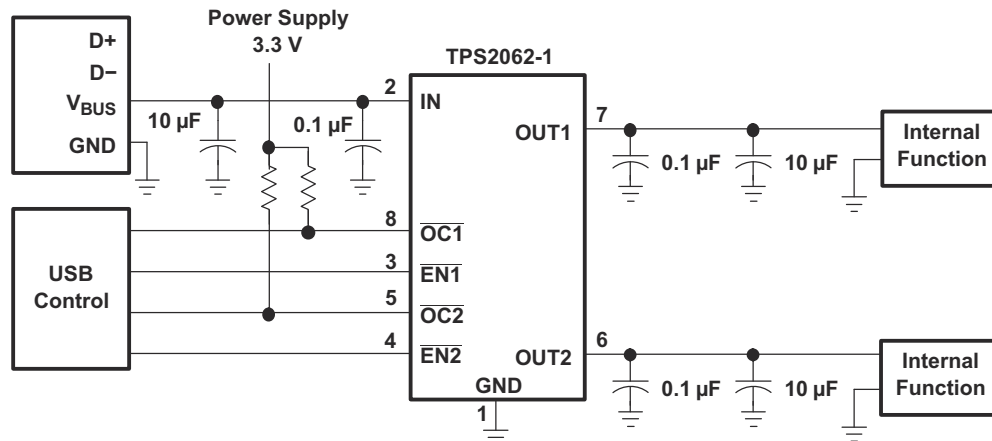 Power Supply
3.3 V
D+
D−
VBUS
GND
10 µF
0.1 µF
TPS2062-1
2
IN
7
OUT1
0.1 µF
10 µF
Internal
Function
USB
Control
8
OC1
3
EN1
5
OC2
4
EN2
6
OUT2
GND
1
0.1 µF
10 µF
Internal
Function